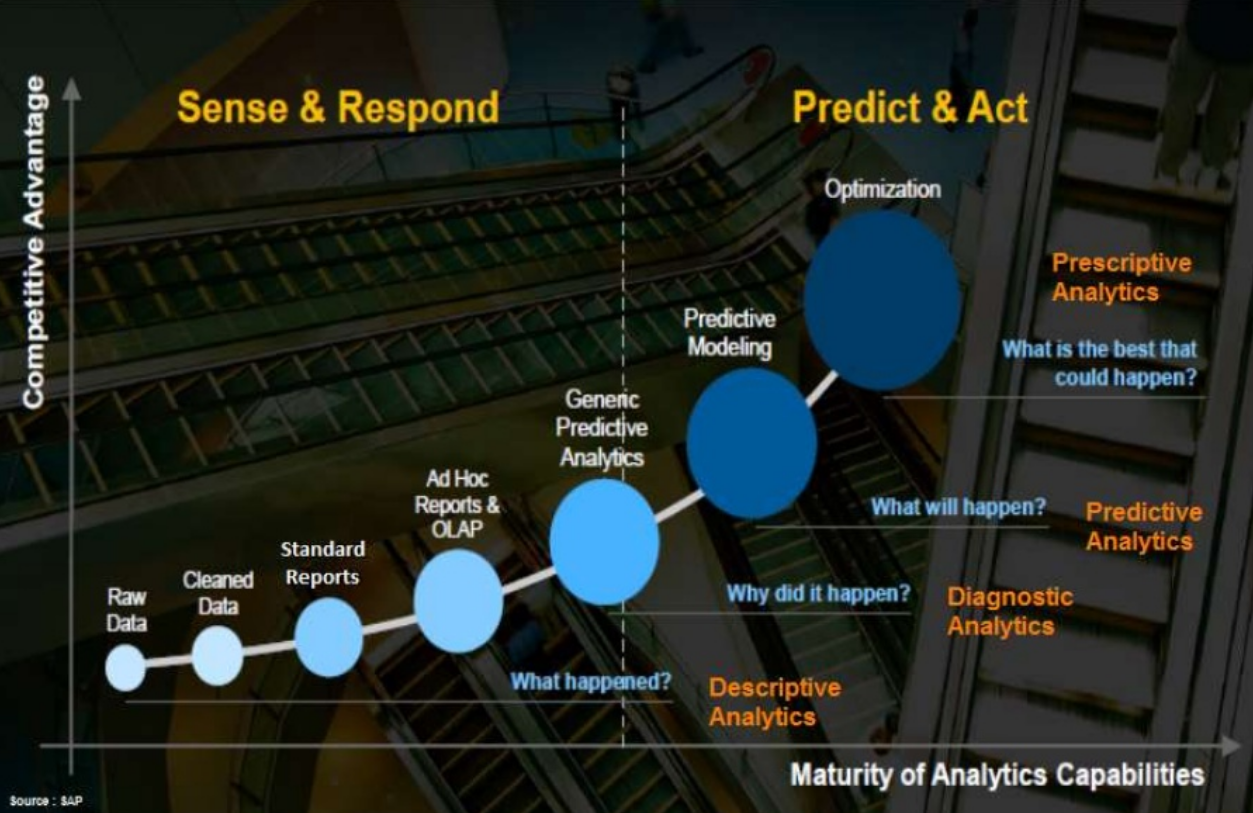 Competitive Advantage
Sense & Respond
Predict & Act
Optimization
Prescriptive
Analytics
What is the best that
could happen?
Predictive
Modeling
Generic
Predictive
Analytics
What will happen?
Predictive
Analytics
Ad Hoc
Reports &
OLAP
Standard
Reports
Cleaned
Data
Raw
Data
Why did it happen?
Diagnostic
Analytics
What happened?
Descriptive
Analytics
Maturity of Analytics Capabilities
Source : SAP